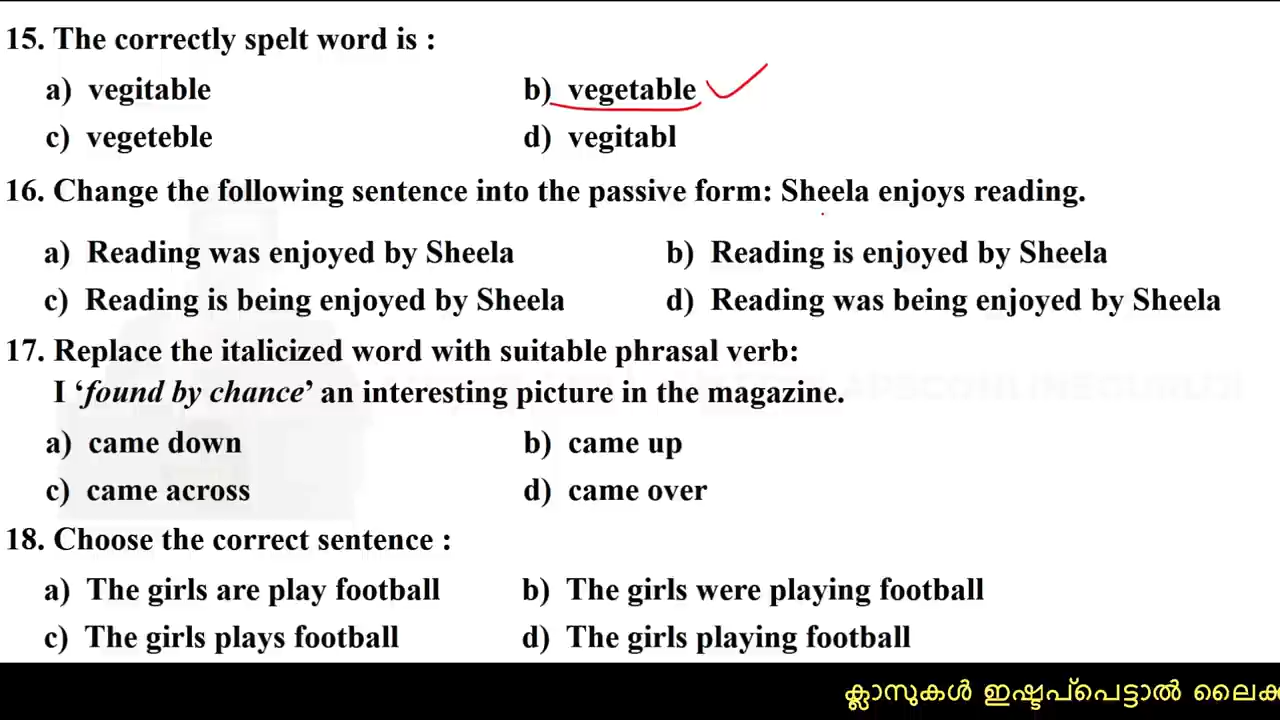 15. The correctly spelt word is :
a) vegitable b) vegetable
c) vegeteble d) vegitabl
16. Change the following sentence into the passive form: Sheela enjoys reading.
a) Reading was enjoyed by Sheela b) Reading is enjoyed by Sheela
c) Reading is being enjoyed by Sheela d) Reading was being enjoyed by Sheela
17. Replace the italicized word with suitable phrasal verb:
I ‘found by chance’ an interesting picture in the magazine.
a) came down b) came up
c) came across d) came over
18. Choose the correct sentence :
a) The girls are play football b) The girls were playing football
c) The girls plays football d) The girls playing football
ക്ലാസുകൾ ഇഷ്ടപ്പെട്ടാൽ ലൈക്